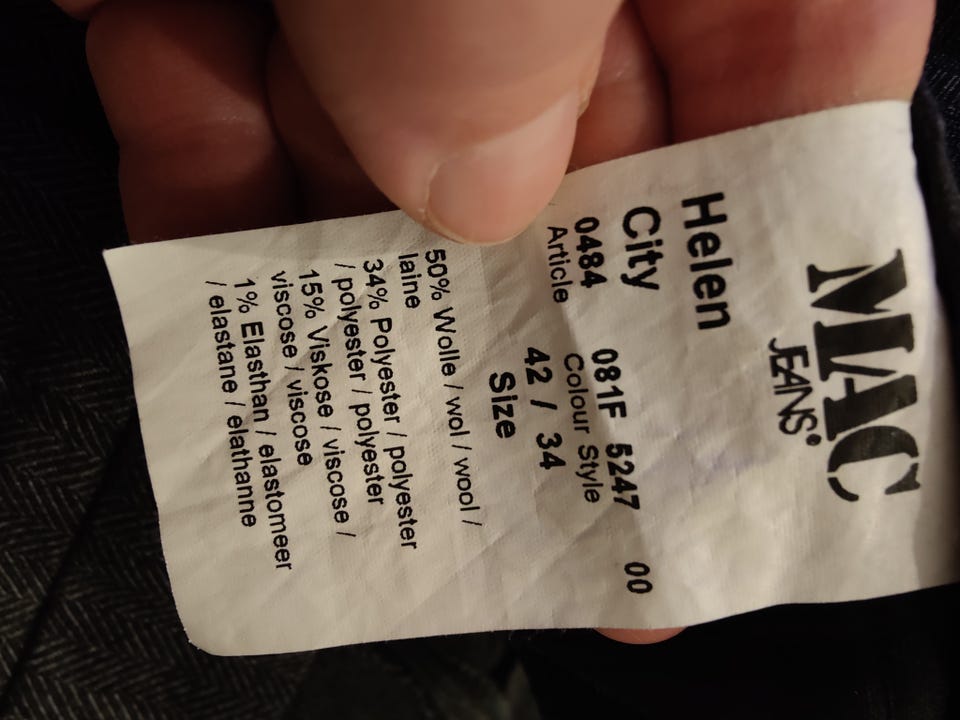 MAC
JEANS®
Helen
City
0484 081F 5247 00
Article Colour Style
42 / 34
Size
50% Wolle / wol / wool /
laine
34% Polyester / polyester
/ polyester / polyester
15% Viskose / viscose /
viscose / viscose
1% Elasthan / elastomeer
/ elastane / elathanne